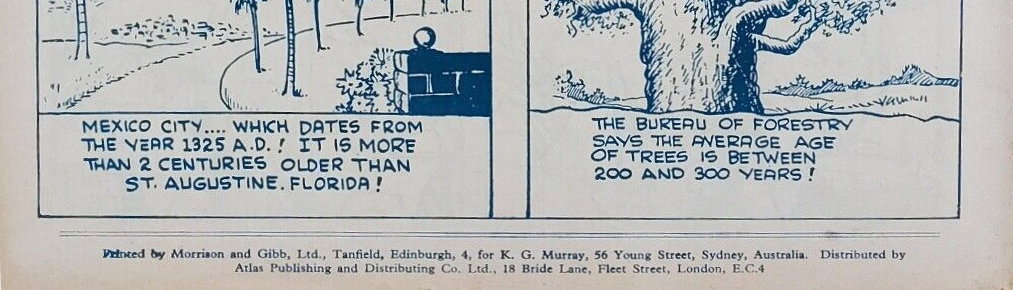 MEXICO CITY.... WHICH DATES FROM
THE YEAR 1325 A.D.! IT IS MORE
THAN 2 CENTURIES OLDER THAN
ST. AUGUSTINE, FLORIDA!
THE BUREAU OF FORESTRY
SAYS THE AVERAGE AGE
OF TREES IS BETWEEN
200 AND 300 YEARS!
Printed by Morrison and Gibb, Ltd., Tanfield, Edinburgh, 4, for K. G. Murray, 56 Young Street, Sydney, Australia. Distributed by
Atlas Publishing and Distributing Co. Ltd., 18 Bride Lane, Fleet Street, London, E.C.4